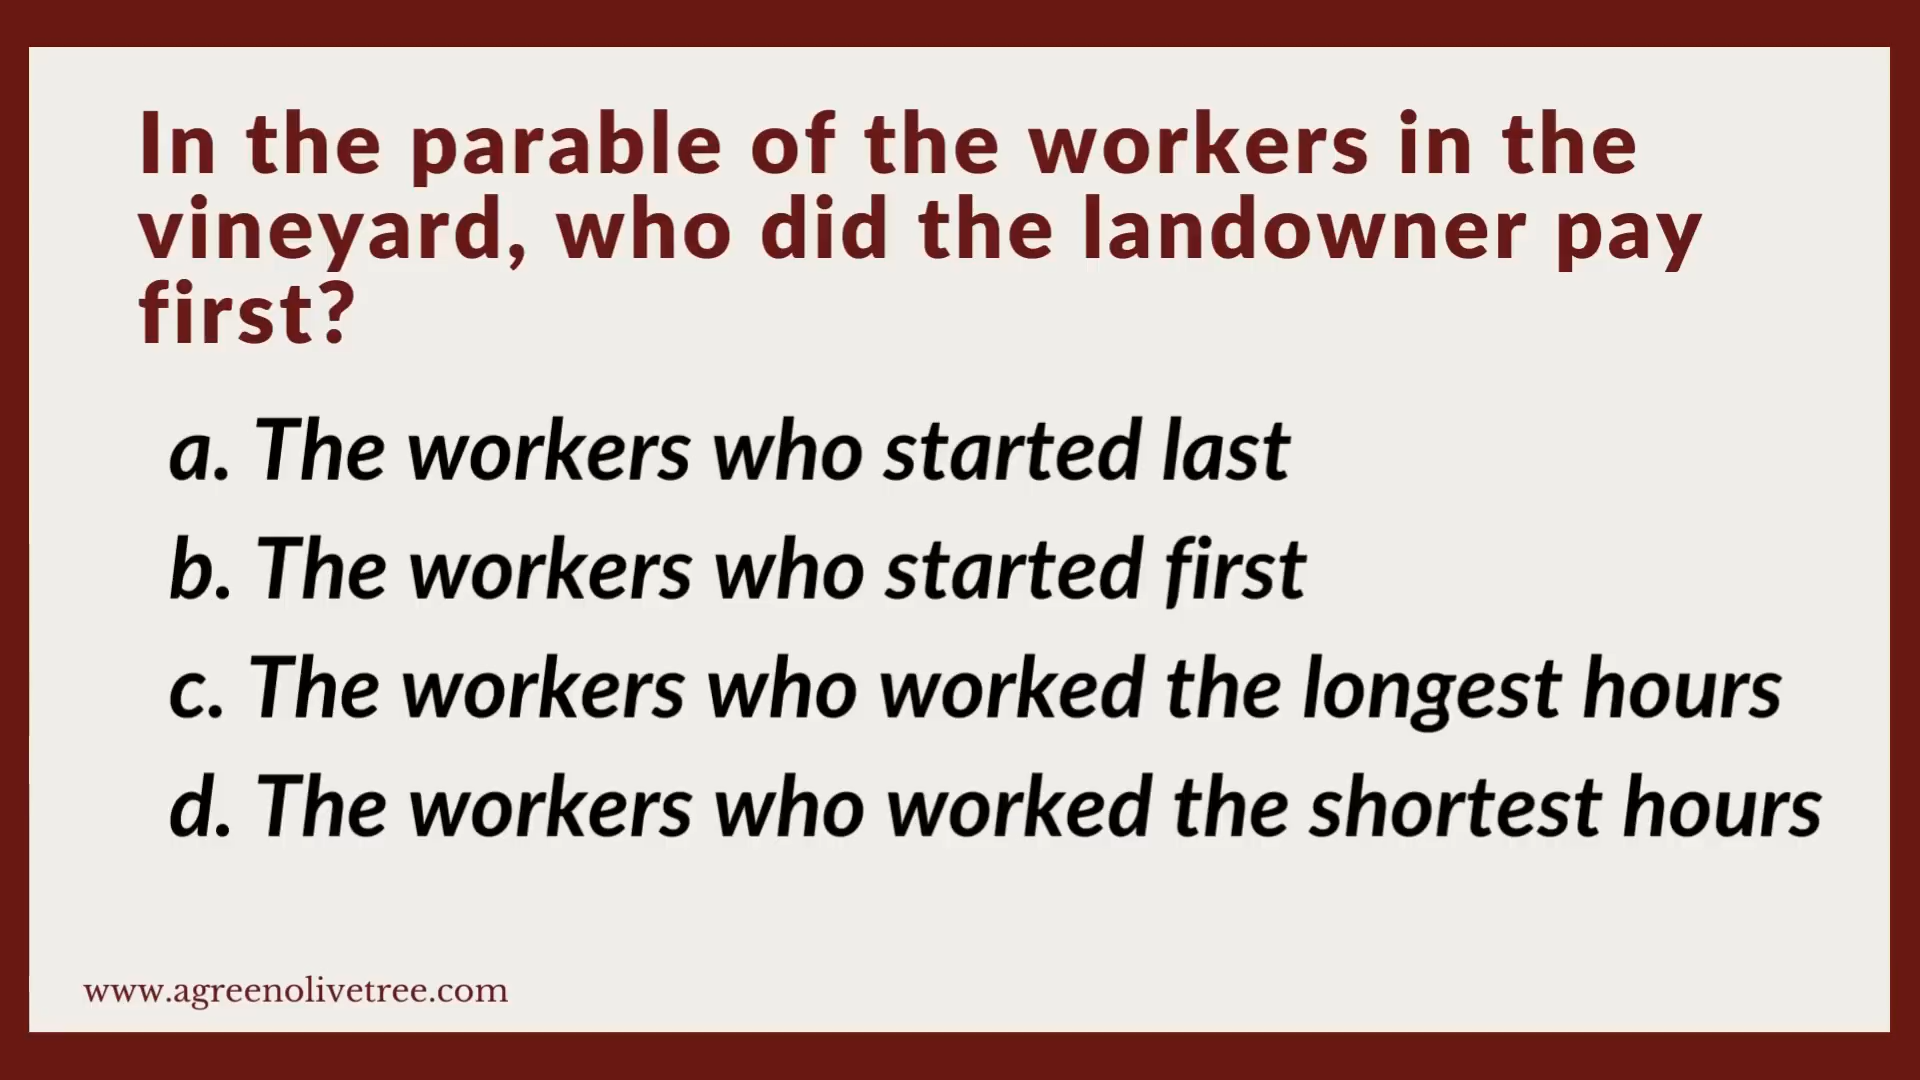 In the parable of the workers in the
vineyard, who did the landowner pay
first?
a. The workers who started last
b. The workers who started first
c. The workers who worked the longest hours
d. The workers who worked the shortest hours
www.agreenolivetree.com